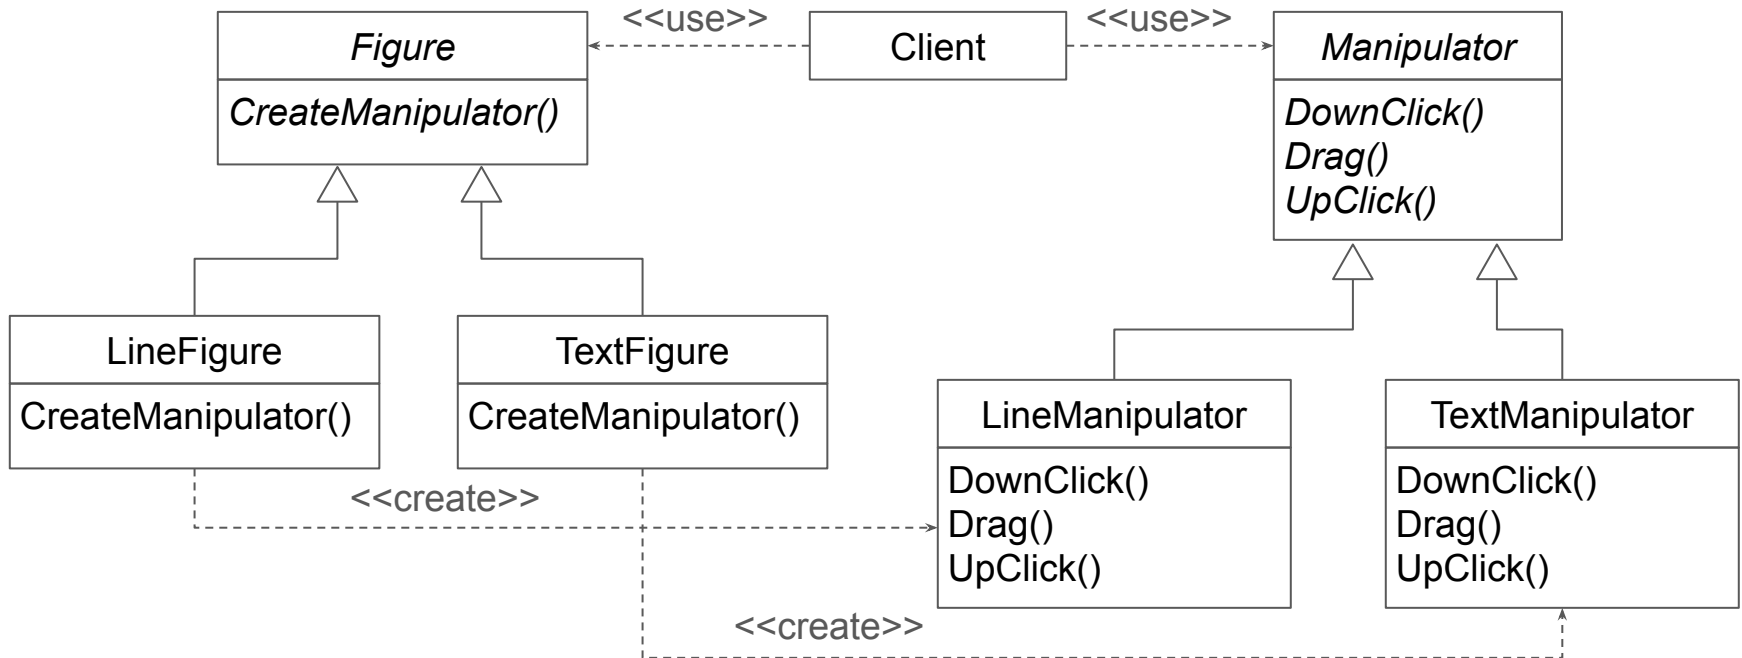 <<use>>
<<use>>
Figure
Client
Manipulator
CreateManipulator()
DownClick()
Drag()
UpClick()
LineFigure
TextFigure
CreateManipulator()
CreateManipulator()
LineManipulator
TextManipulator
DownClick()
Drag()
UpClick()
DownClick()
Drag()
UpClick()
<<create>>
<<create>>